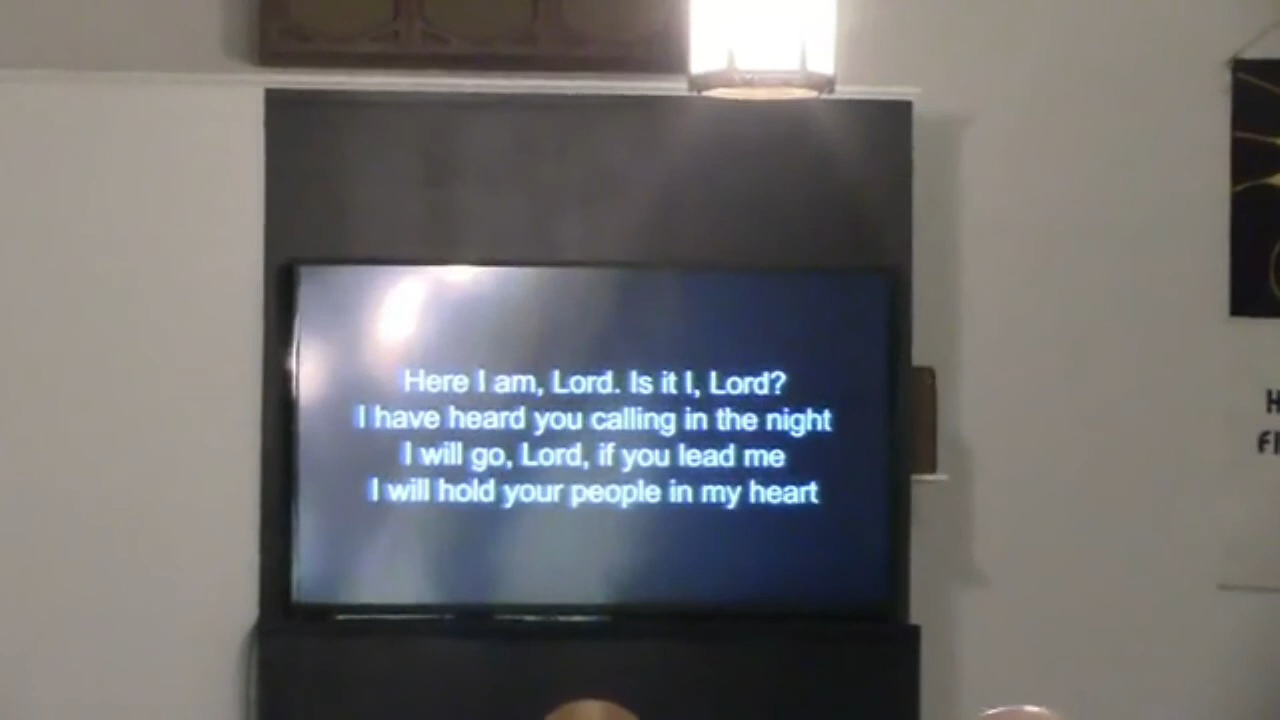 Here I am, Lord. Is it I, Lord?
I have heard you calling in the night
I will go, Lord, if you lead me
I will hold your people in my heart